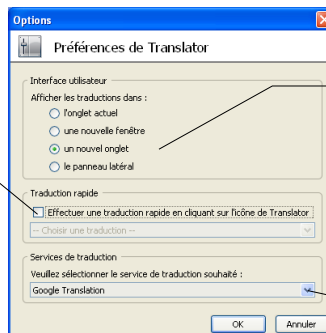 Options
Préférences de Translator
Interface utilisateur
Afficher les traductions dans :
l'onglet actuel
une nouvelle fenêtre
un nouvel onglet
le panneau latéral
Traduction rapide
Effectuer une traduction rapide en cliquant sur l'icône de Translator
-- Choisir une traduction --
Services de traduction
Veuillez sélectionner le service de traduction souhaité :
Google Translation
OK
Annuler